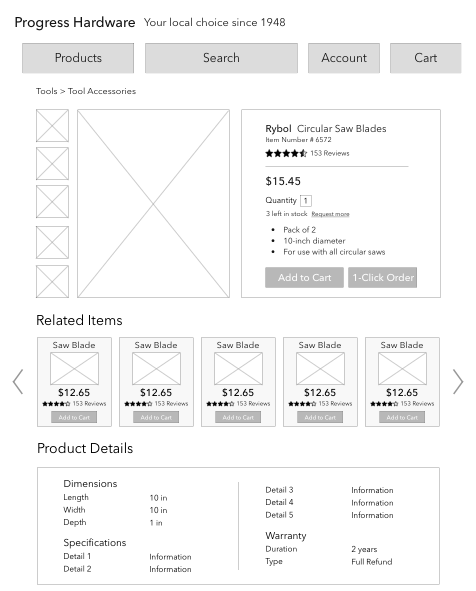 Progress Hardware Your local choice since 1948
Products Search Account Cart
Tools > Tool Accessories
Rybol Circular Saw Blades
Item Number # 6572
153 Reviews
$15.45
Quantity 1
3 left in stock Request more
• Pack of 2
• 10-inch diameter
• For use with all circular saws
Add to Cart 1-Click Order
Related Items
Saw Blade Saw Blade Saw Blade Saw Blade Saw Blade
$12.65 $12.65 $12.65 $12.65 $12.65
153 Reviews 153 Reviews 153 Reviews 153 Reviews 153 Reviews
Add to Cart Add to Cart Add to Cart Add to Cart Add to Cart
Product Details
Dimensions
Length 10 in
Width 10 in
Depth 1 in
Specifications
Detail 1 Information
Detail 2 Information
Detail 3 Information
Detail 4 Information
Detail 5 Information
Warranty
Duration 2 years
Type Full Refund